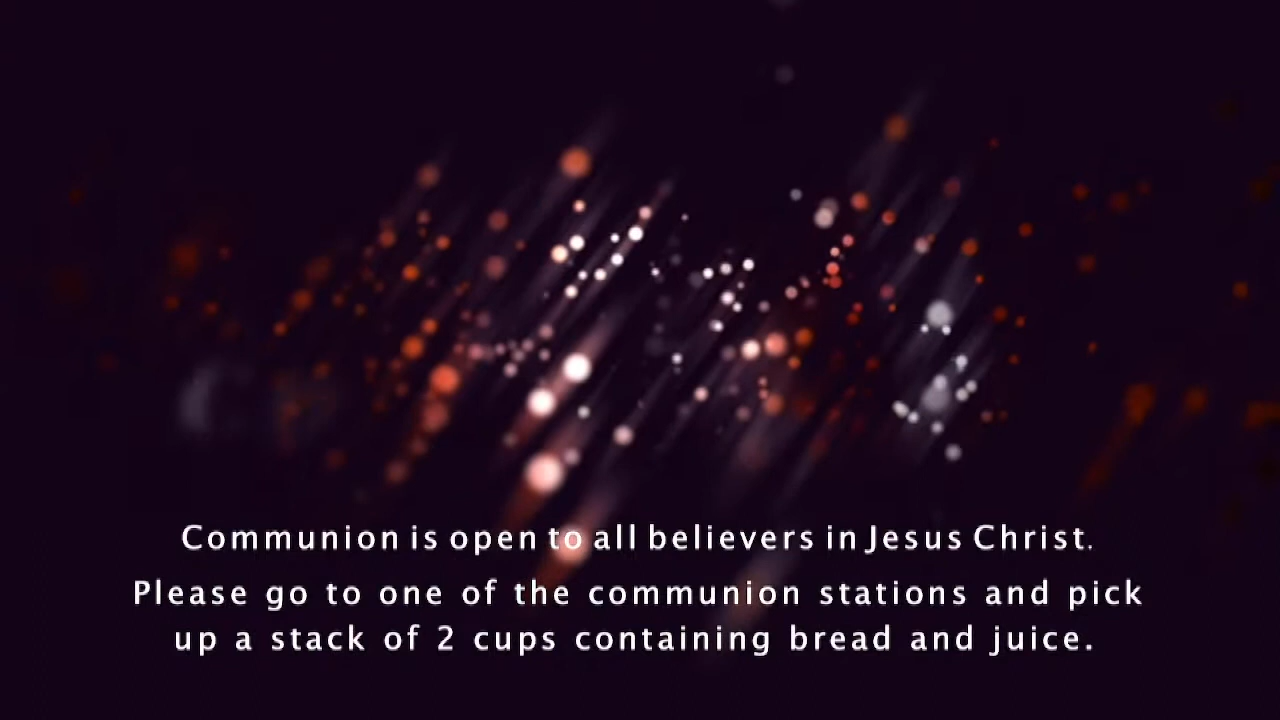 Communion is open to all believers in Jesus Christ.
Please go to one of the communion stations and pick
up a stack of 2 cups containing bread and juice.